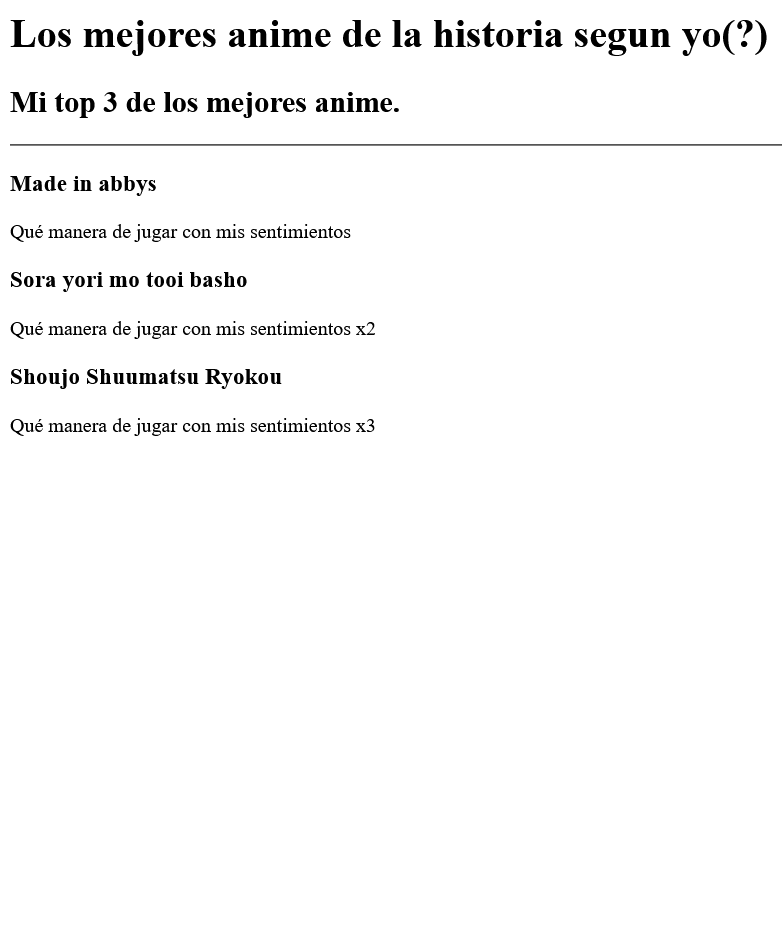 Los mejores anime de la historia segun yo(?)
Mi top 3 de los mejores anime.
Made in abbys
Qué manera de jugar con mis sentimientos
Sora yori mo tooi basho
Qué manera de jugar con mis sentimientos x2
Shoujo Shuumatsu Ryokou
Qué manera de jugar con mis sentimientos x3